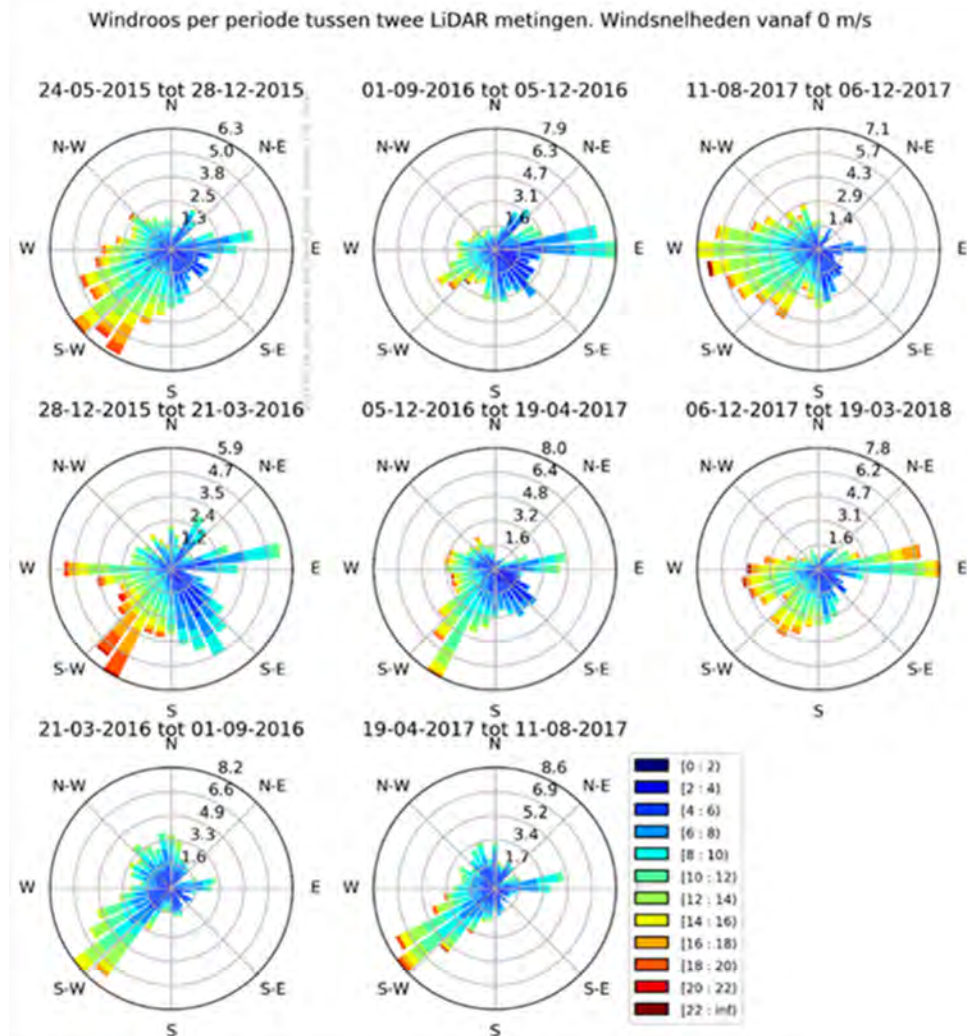 Windroos per periode tussen twee LiDAR metingen. Windsnelheden vanaf 0 m/s
24-05-2015 tot 28-12-2015
N
N-W
N-E
W
E
S-W
S-E
S
6.3
5.0
3.8
2.5
1.3
01-09-2016 tot 05-12-2016
N
N-W
N-E
W
E
S-W
S-E
S
7.9
6.3
4.7
3.1
1.6
11-08-2017 tot 06-12-2017
N
N-W
N-E
W
E
S-W
S-E
S
7.1
5.7
4.3
2.9
1.4
28-12-2015 tot 21-03-2016
N
N-W
N-E
W
E
S-W
S-E
S
5.9
4.7
3.5
2.4
1.2
05-12-2016 tot 19-04-2017
N
N-W
N-E
W
E
S-W
S-E
S
8.0
6.4
4.8
3.2
1.6
06-12-2017 tot 19-03-2018
N
N-W
N-E
W
E
S-W
S-E
S
7.8
6.2
4.7
3.1
1.6
21-03-2016 tot 01-09-2016
N
N-W
N-E
W
E
S-W
S-E
S
8.2
6.6
4.9
3.3
1.6
19-04-2017 tot 11-08-2017
N
N-W
N-E
W
E
S-W
S-E
S
8.6
6.9
5.2
3.4
1.7
[0 : 2)
[2 : 4)
[4 : 6)
[6 : 8)
[8 : 10)
[10 : 12)
[12 : 14)
[14 : 16)
[16 : 18)
[18 : 20)
[20 : 22)
[22 : inf)